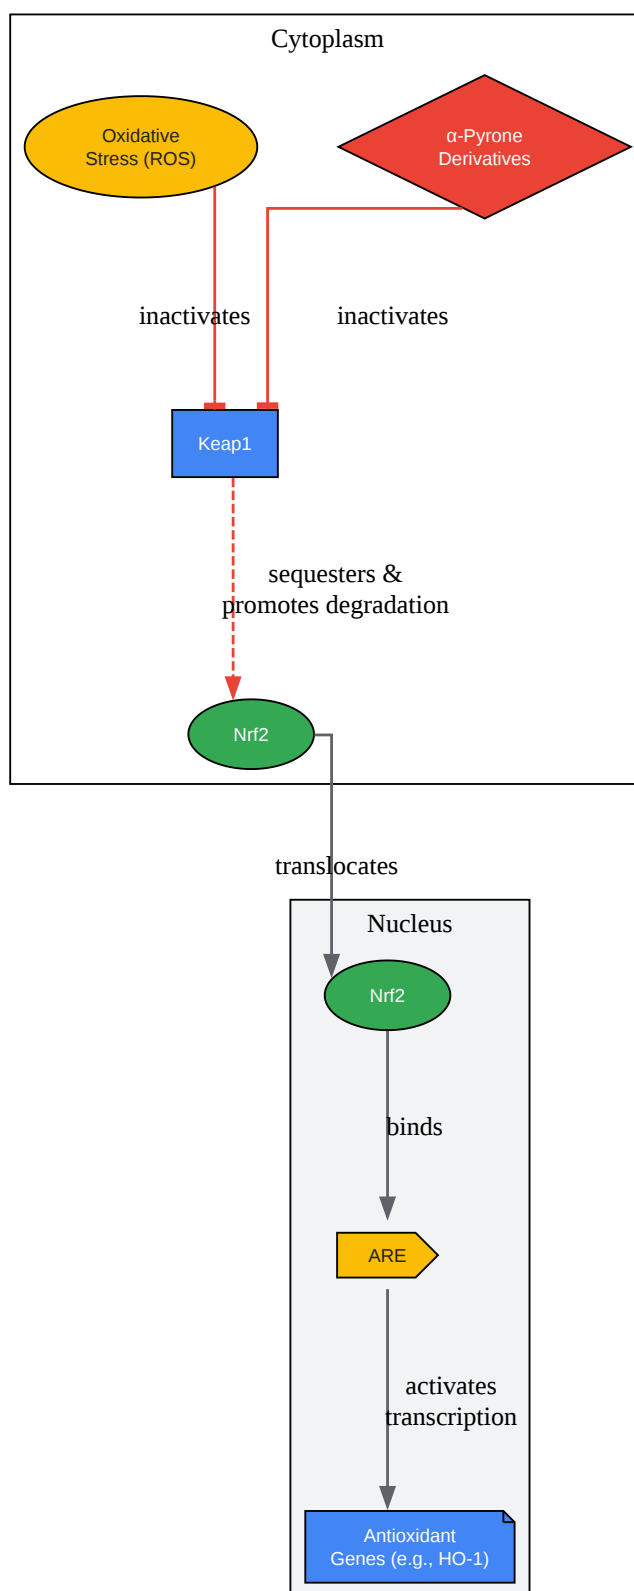 Cytoplasm
Oxidative
Stress (ROS)
α-Pyrone
Derivatives
inactivates
inactivates
Keap1
sequesters &
promotes degradation
Nrf2
translocates
Nucleus
Nrf2
binds
ARE
activates
transcription
Antioxidant
Genes (e.g., HO-1)